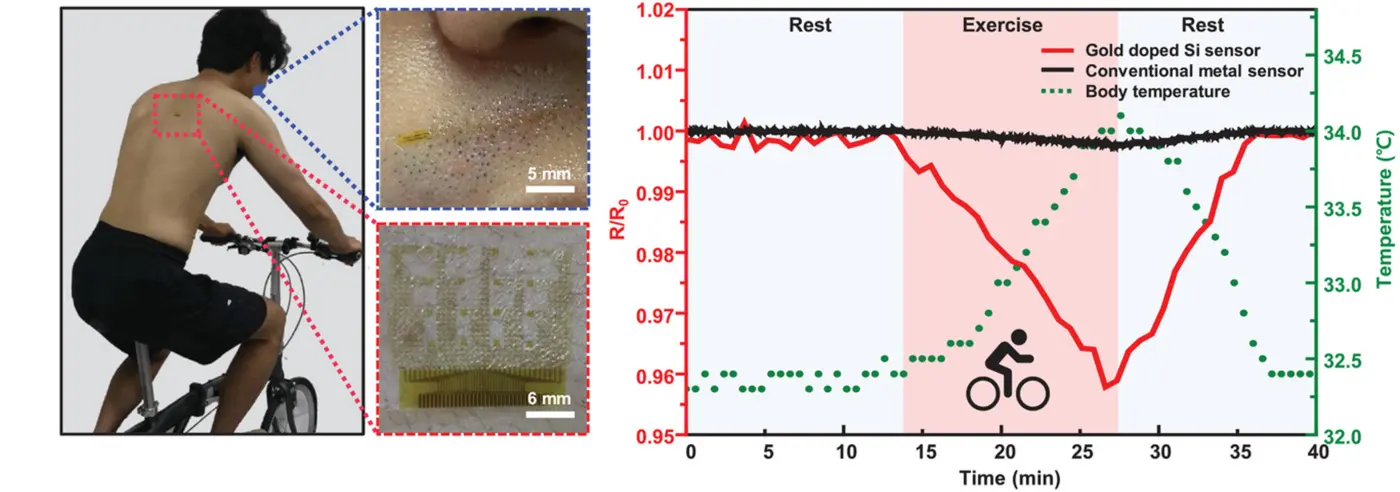 5 mm
6 mm
Rest
Exercise
Rest
Gold doped Si sensor
Conventional metal sensor
Body temperature
R/R0
1.02
1.01
1.00
0.99
0.98
0.97
0.96
0.95
0
5
10
15
20
25
30
35
40
Time (min)
34.5
34.0
33.5
33.0
32.5
32.0
Temperature (°C)